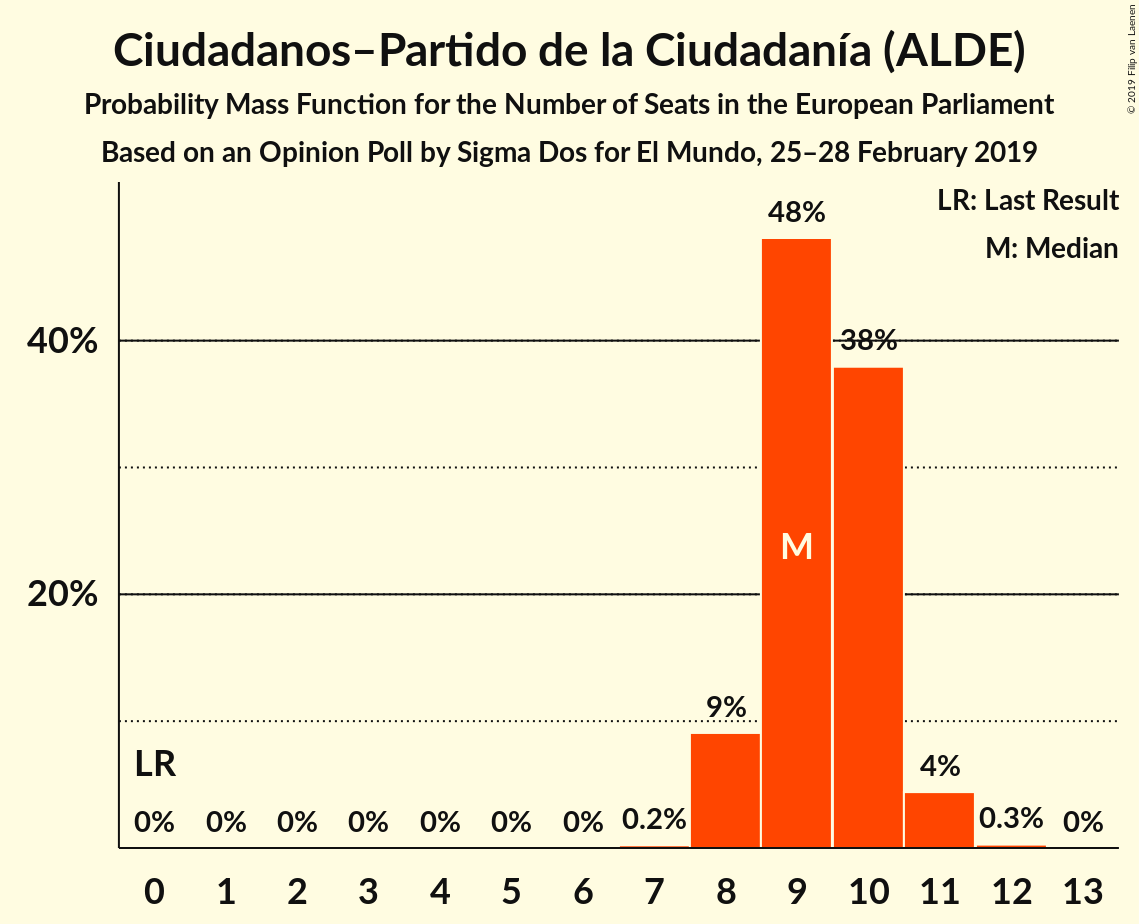 Ciudadanos–Partido de la Ciudadanía (ALDE)
Probability Mass Function for the Number of Seats in the European Parliament
Based on an Opinion Poll by Sigma Dos for El Mundo, 25–28 February 2019
© 2019 Filip van Laenen
LR: Last Result
M: Median
48%
40%
38%
M
20%
9%
LR
4%
0% 0% 0% 0% 0% 0% 0% 0.2% 0.3% 0%
0 1 2 3 4 5 6 7 8 9 10 11 12 13